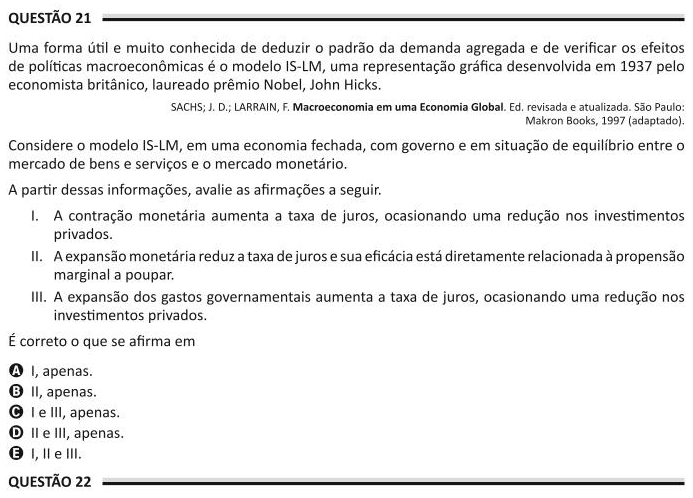 QUESTÃO 21
Uma forma útil e muito conhecida de deduzir o padrão da demanda agregada e de verificar os efeitos
de políticas macroeconômicas é o modelo IS-LM, uma representação gráfica desenvolvida em 1937 pelo
economista britânico, laureado prêmio Nobel, John Hicks.
SACHS; J. D.; LARRAIN, F. Macroeconomia em uma Economia Global. Ed. revisada e atualizada. São Paulo:
Makron Books, 1997 (adaptado).
Considere o modelo IS-LM, em uma economia fechada, com governo e em situação de equilíbrio entre o
mercado de bens e serviços e o mercado monetário.
A partir dessas informações, avalie as afirmações a seguir.
I. A contração monetária aumenta a taxa de juros, ocasionando uma redução nos investimentos
privados.
II. A expansão monetária reduz a taxa de juros e sua eficácia está diretamente relacionada à propensão
marginal a poupar.
III. A expansão dos gastos governamentais aumenta a taxa de juros, ocasionando uma redução nos
investimentos privados.
É correto o que se afirma em
A I, apenas.
B II, apenas.
C I e III, apenas.
D II e III, apenas.
E I, II e III.
QUESTÃO 22